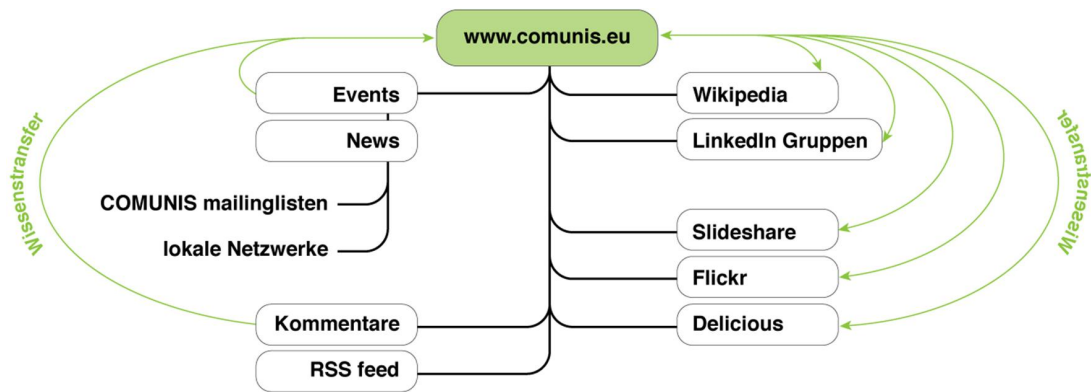 www.comunis.eu
Events
News
COMUNIS mailinglisten
lokale Netzwerke
Kommentare
RSS feed
Wikipedia
LinkedIn Gruppen
Slideshare
Flickr
Delicious
Wissenstransfer
Wissenstransfer